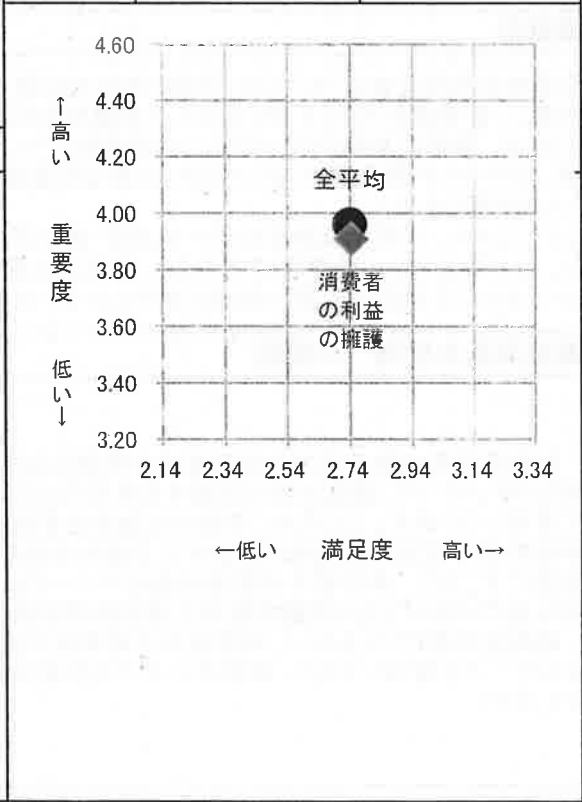 4.60
4.40
4.20
4.00
3.80
3.60
3.40
3.20
↑高い 重要度 低い↓
全平均
消費者
の利益
の擁護
2.14 2.34 2.54 2.74 2.94 3.14 3.34
←低い 満足度 高い→